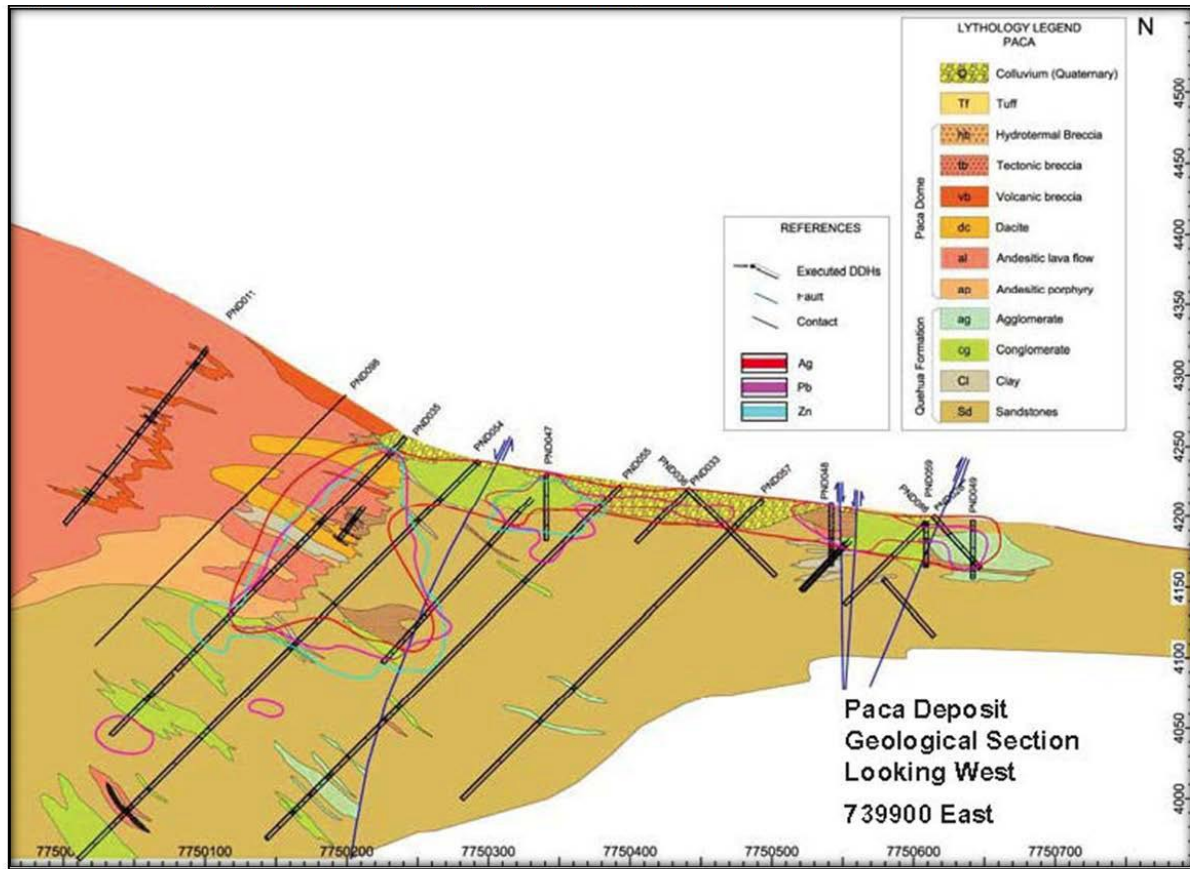 N
LYTHOLOGY LEGEND
PACA
Q Colluvium (Quaternary)
Tf Tuff
Paca Dome
hb Hydrotermal Breccia
tb Tectonic breccia
vb Volcanic breccia
dc Dacite
al Andesitic lava flow
ap Andesitic porphyry
Quehua Formation
ag Agglomerate
cg Conglomerate
Cl Clay
Sd Sandstones
REFERENCES
Executed DDHs
Fault
Contact
Ag
Pb
Zn
PND011
PND098
PND035
PND054
PND047
PND055
PND036
PND033
PND057
PND048
PND059
PND049
4500
4450
4400
4350
4300
4250
4200
4150
4100
4050
4000
Paca Deposit
Geological Section
Looking West
739900 East
77500
7750100
7750200
7750300
7750400
7750500
7750600
7750700